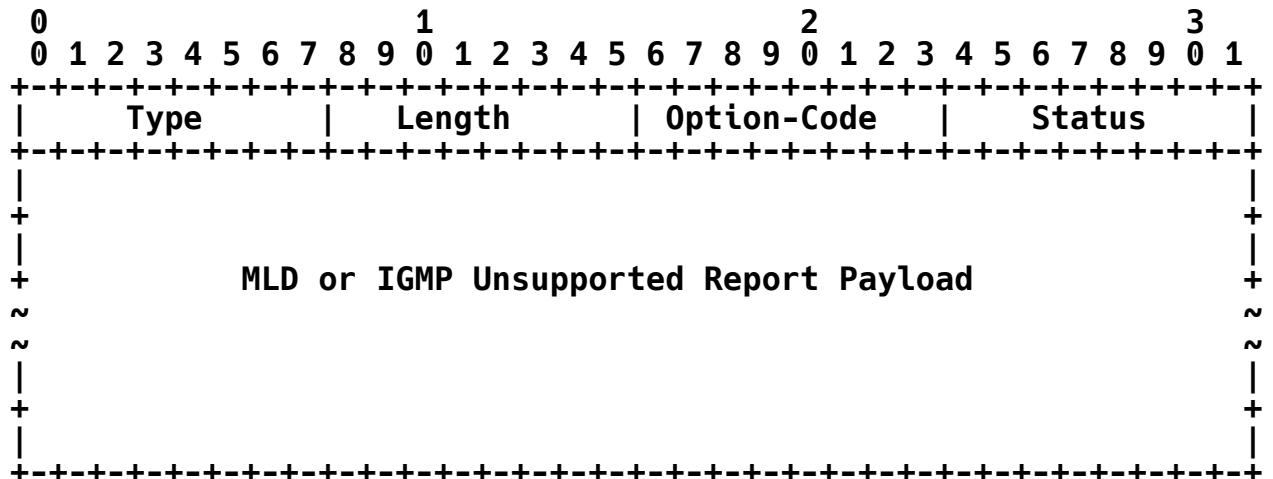 0                   1                   2                   3
 0 1 2 3 4 5 6 7 8 9 0 1 2 3 4 5 6 7 8 9 0 1 2 3 4 5 6 7 8 9 0 1
+-+-+-+-+-+-+-+-+-+-+-+-+-+-+-+-+-+-+-+-+-+-+-+-+-+-+-+-+-+-+-+-+
|     Type      |   Length      | Option-Code   |    Status     |
+-+-+-+-+-+-+-+-+-+-+-+-+-+-+-+-+-+-+-+-+-+-+-+-+-+-+-+-+-+-+-+-+
|                                                               |
+                                                               +
|                                                               |
+           MLD or IGMP Unsupported Report Payload              +
~                                                               ~
~                                                               ~
|                                                               |
+                                                               +
|                                                               |
+-+-+-+-+-+-+-+-+-+-+-+-+-+-+-+-+-+-+-+-+-+-+-+-+-+-+-+-+-+-+-+-+